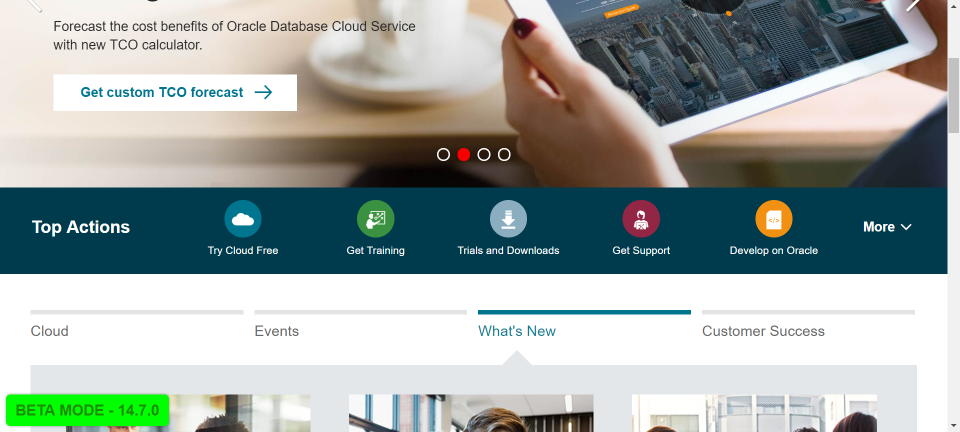 Forecast the cost benefits of Oracle Database Cloud Service
with new TCO calculator.
Get custom TCO forecast
Top Actions
Try Cloud Free
Get Training
Trials and Downloads
Get Support
Develop on Oracle
More
Cloud
Events
What's New
Customer Success
BETA MODE - 14.7.0